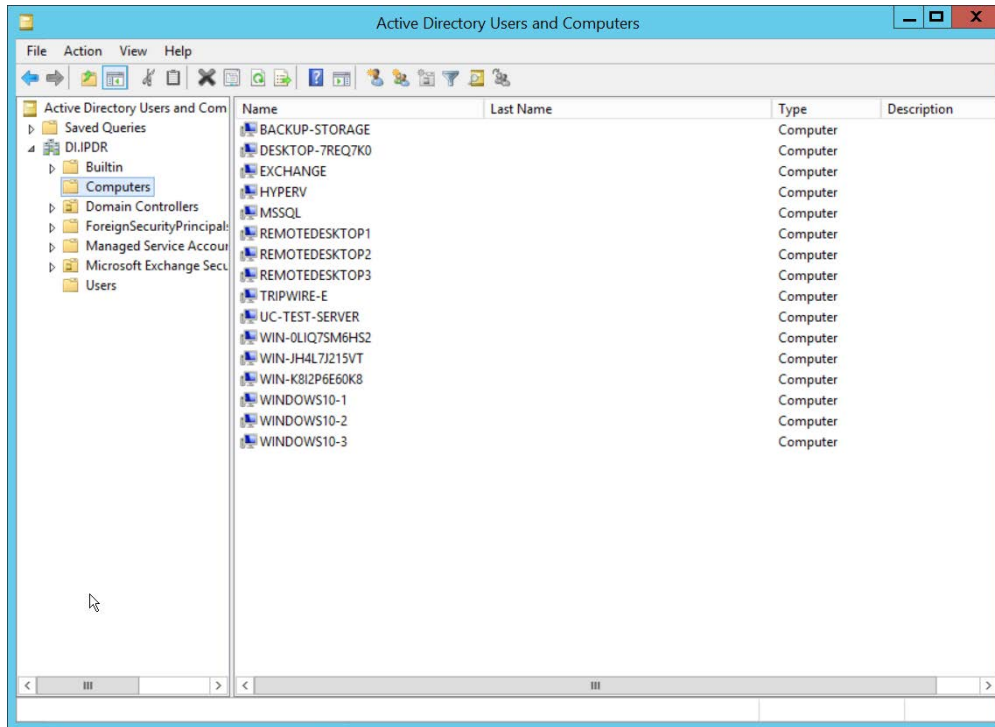 Active Directory Users and Computers
File Action View Help
Active Directory Users and Com
Saved Queries
DI.IPDR
Builtin
Computers
Domain Controllers
ForeignSecurityPrincipals
Managed Service Accour
Microsoft Exchange Secu
Users
Name Last Name Type Description
BACKUP-STORAGE Computer
DESKTOP-7REQ7K0 Computer
EXCHANGE Computer
HYPERV Computer
MSSQL Computer
REMOTEDESKTOP1 Computer
REMOTEDESKTOP2 Computer
REMOTEDESKTOP3 Computer
TRIPWIRE-E Computer
UC-TEST-SERVER Computer
WIN-0LIQ7SM6HS2 Computer
WIN-JH4L7J215VT Computer
WIN-K8I2P6E60K8 Computer
WINDOWS10-1 Computer
WINDOWS10-2 Computer
WINDOWS10-3 Computer